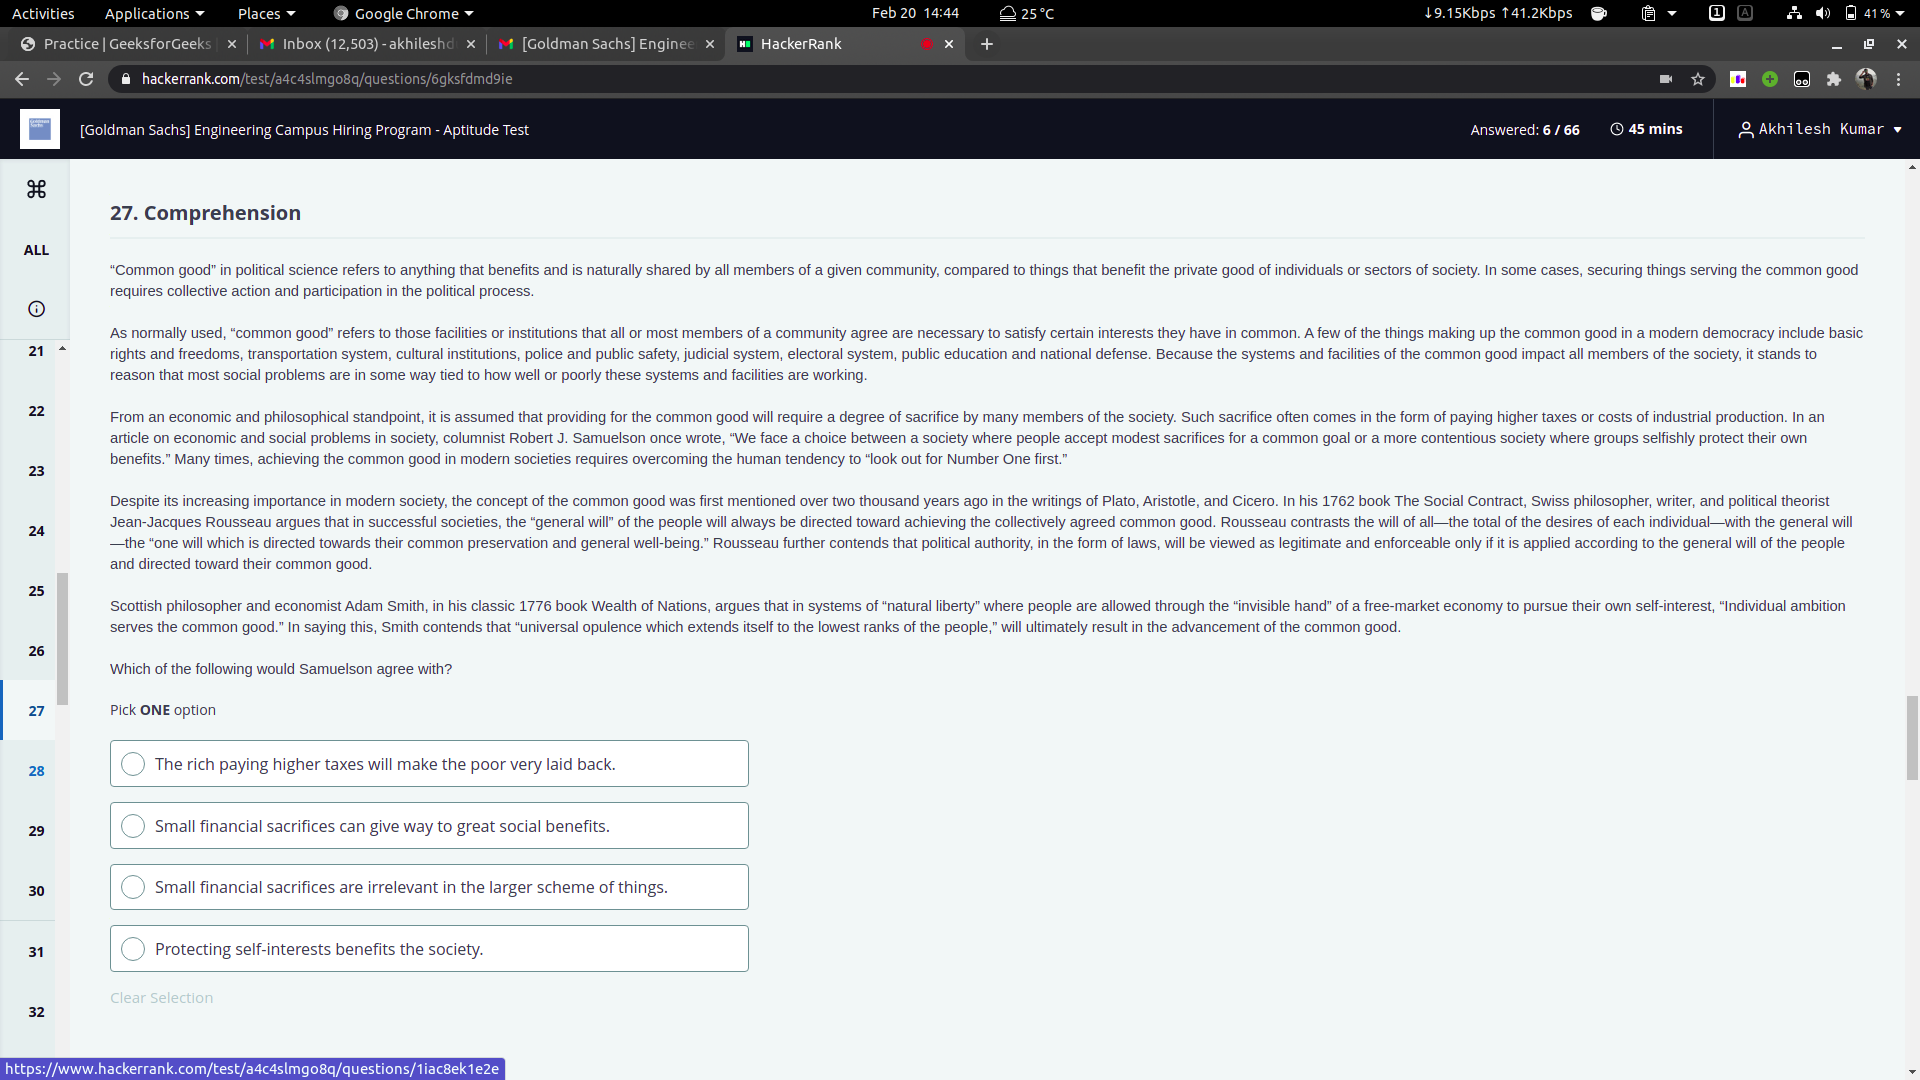 Activities Applications Places Google Chrome Feb 20 14:44 25 °C ↓9.15Kbps ↑41.2Kbps 1 A 41 %
Practice | GeeksforGeeks Inbox (12,503) - akhileshd [Goldman Sachs] Enginee HackerRank
hackerrank.com/test/a4c4slmgo8q/questions/6gksfdmd9ie
[Goldman Sachs] Engineering Campus Hiring Program - Aptitude Test Answered: 6 / 66 45 mins Akhilesh Kumar
ALL
21
22
23
24
25
26
27
28
29
30
31
32
27. Comprehension
“Common good” in political science refers to anything that benefits and is naturally shared by all members of a given community, compared to things that benefit the private good of individuals or sectors of society. In some cases, securing things serving the common good
requires collective action and participation in the political process.
As normally used, “common good” refers to those facilities or institutions that all or most members of a community agree are necessary to satisfy certain interests they have in common. A few of the things making up the common good in a modern democracy include basic
rights and freedoms, transportation system, cultural institutions, police and public safety, judicial system, electoral system, public education and national defense. Because the systems and facilities of the common good impact all members of the society, it stands to
reason that most social problems are in some way tied to how well or poorly these systems and facilities are working.
From an economic and philosophical standpoint, it is assumed that providing for the common good will require a degree of sacrifice by many members of the society. Such sacrifice often comes in the form of paying higher taxes or costs of industrial production. In an
article on economic and social problems in society, columnist Robert J. Samuelson once wrote, “We face a choice between a society where people accept modest sacrifices for a common goal or a more contentious society where groups selfishly protect their own
benefits.” Many times, achieving the common good in modern societies requires overcoming the human tendency to “look out for Number One first.”
Despite its increasing importance in modern society, the concept of the common good was first mentioned over two thousand years ago in the writings of Plato, Aristotle, and Cicero. In his 1762 book The Social Contract, Swiss philosopher, writer, and political theorist
Jean-Jacques Rousseau argues that in successful societies, the “general will” of the people will always be directed toward achieving the collectively agreed common good. Rousseau contrasts the will of all—the total of the desires of each individual—with the general will
—the “one will which is directed towards their common preservation and general well-being.” Rousseau further contends that political authority, in the form of laws, will be viewed as legitimate and enforceable only if it is applied according to the general will of the people
and directed toward their common good.
Scottish philosopher and economist Adam Smith, in his classic 1776 book Wealth of Nations, argues that in systems of “natural liberty” where people are allowed through the “invisible hand” of a free-market economy to pursue their own self-interest, “Individual ambition
serves the common good.” In saying this, Smith contends that “universal opulence which extends itself to the lowest ranks of the people,” will ultimately result in the advancement of the common good.
Which of the following would Samuelson agree with?
Pick ONE option
The rich paying higher taxes will make the poor very laid back.
Small financial sacrifices can give way to great social benefits.
Small financial sacrifices are irrelevant in the larger scheme of things.
Protecting self-interests benefits the society.
Clear Selection
https://www.hackerrank.com/test/a4c4slmgo8q/questions/1iac8ek1e2e